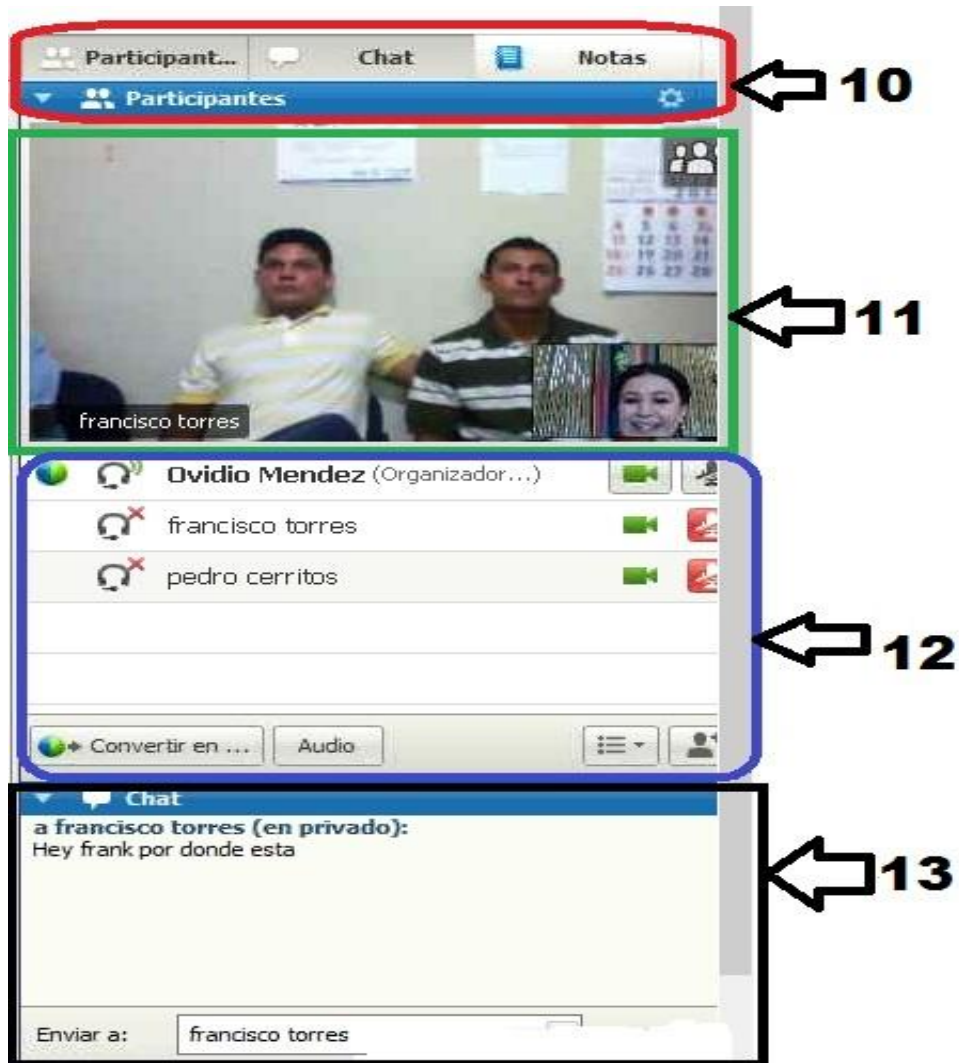 Participant... Chat Notas
Participantes
10
11
francisco torres
Ovidio Mendez (Organizador...)
francisco torres
pedro cerritos
12
Convertir en ... Audio
Chat
a francisco torres (en privado):
Hey frank por donde esta
13
Enviar a: francisco torres